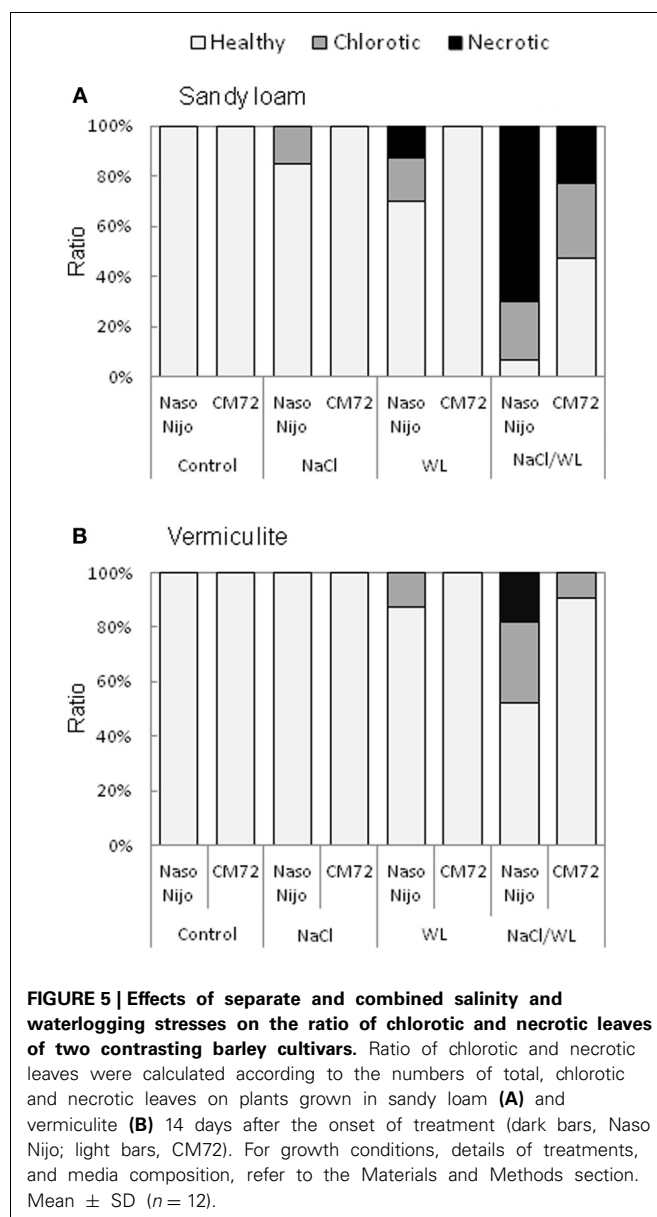 Healthy Chlorotic Necrotic
A Sandy loam
100%
80%
60%
40%
20%
0%
Ratio
Naso Nijo CM72 Naso Nijo CM72 Naso Nijo CM72 Naso Nijo CM72
Control NaCl WL NaCl/WL
B Vermiculite
100%
80%
60%
40%
20%
0%
Ratio
Naso Nijo CM72 Naso Nijo CM72 Naso Nijo CM72 Naso Nijo CM72
Control NaCl WL NaCl/WL
FIGURE 5 | Effects of separate and combined salinity and
waterlogging stresses on the ratio of chlorotic and necrotic leaves
of two contrasting barley cultivars. Ratio of chlorotic and necrotic
leaves were calculated according to the numbers of total, chlorotic
and necrotic leaves on plants grown in sandy loam (A) and
vermiculite (B) 14 days after the onset of treatment (dark bars, Naso
Nijo; light bars, CM72). For growth conditions, details of treatments,
and media composition, refer to the Materials and Methods section.
Mean ± SD (n = 12).